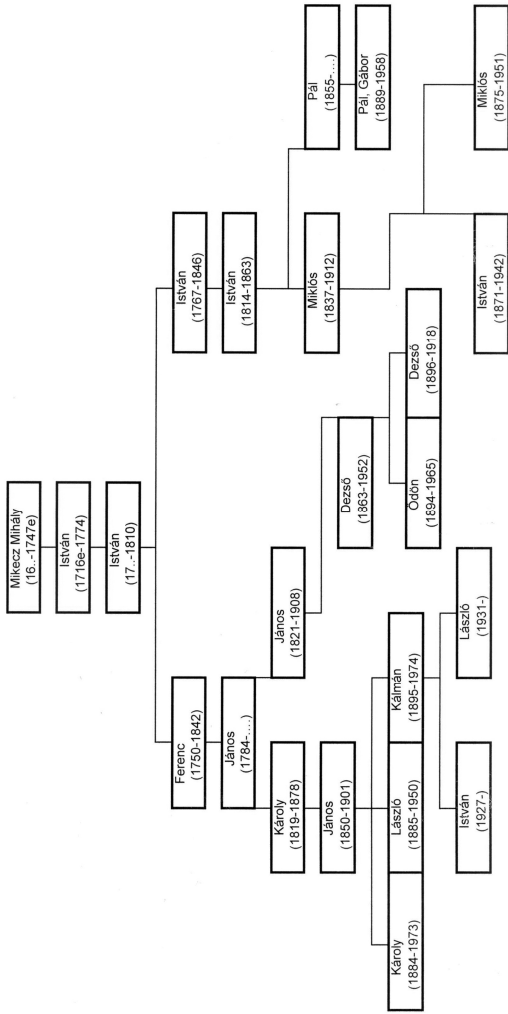 Mikecz Mihály
(16..-1747e)
István
(1716e-1774)
István
(17..-1810)
Ferenc
(1750-1842)
István
(1767-1846)
János
(1784-....)
István
(1814-1863)
Károly
(1819-1878)
János
(1821-1908)
Miklós
(1837-1912)
Pál
(1855-....)
János
(1850-1901)
Dezső
(1863-1952)
Pál, Gábor
(1889-1958)
Károly
(1884-1973)
László
(1885-1950)
Kálmán
(1895-1974)
Ödön
(1894-1965)
Dezső
(1896-1918)
István
(1927-)
László
(1931-)
István
(1871-1942)
Miklós
(1875-1951)